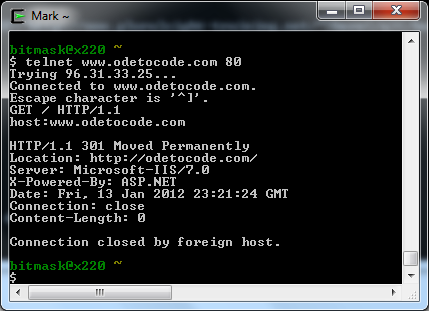 Mark ~
bitmask@x220 ~
$ telnet www.odetocode.com 80
Trying 96.31.33.25...
Connected to www.odetocode.com.
Escape character is '^]'.
GET / HTTP/1.1
host:www.odetocode.com
HTTP/1.1 301 Moved Permanently
Location: http://odetocode.com/
Server: Microsoft-IIS/7.0
X-Powered-By: ASP.NET
Date: Fri, 13 Jan 2012 23:21:24 GMT
Connection: close
Content-Length: 0
Connection closed by foreign host.
bitmask@x220 ~
$